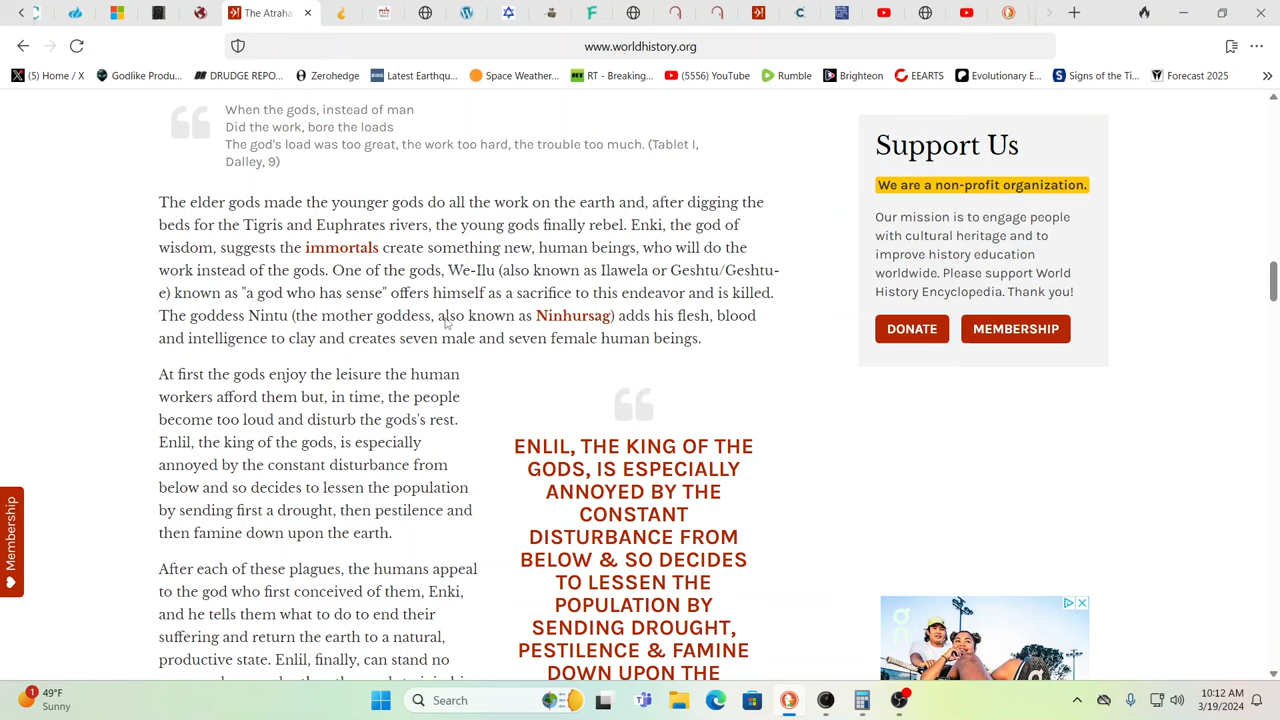 The Atraha
www.worldhistory.org
(5) Home / X
Godlike Produ...
DRUDGE REPO...
Zerohedge
Latest Earthqu...
Space Weather...
RT - Breaking...
(5556) YouTube
Rumble
Brighteon
EEARTS
Evolutionary E...
Signs of the Ti...
Forecast 2025
When the gods, instead of man
Did the work, bore the loads
The god's load was too great, the work too hard, the trouble too much. (Tablet I,
Dalley, 9)
The elder gods made the younger gods do all the work on the earth and, after digging the
beds for the Tigris and Euphrates rivers, the young gods finally rebel. Enki, the god of
wisdom, suggests the immortals create something new, human beings, who will do the
work instead of the gods. One of the gods, We-Ilu (also known as Ilawela or Geshtu/Geshtu-
e) known as "a god who has sense" offers himself as a sacrifice to this endeavor and is killed.
The goddess Nintu (the mother goddess, also known as Ninhursag) adds his flesh, blood
and intelligence to clay and creates seven male and seven female human beings.
At first the gods enjoy the leisure the human
workers afford them but, in time, the people
become too loud and disturb the gods's rest.
Enlil, the king of the gods, is especially
annoyed by the constant disturbance from
below and so decides to lessen the population
by sending first a drought, then pestilence and
then famine down upon the earth.
After each of these plagues, the humans appeal
to the god who first conceived of them, Enki,
and he tells them what to do to end their
suffering and return the earth to a natural,
productive state. Enlil, finally, can stand no
ENLIL, THE KING OF THE
GODS, IS ESPECIALLY
ANNOYED BY THE
CONSTANT
DISTURBANCE FROM
BELOW & SO DECIDES
TO LESSEN THE
POPULATION BY
SENDING DROUGHT,
PESTILENCE & FAMINE
DOWN UPON THE
Support Us
We are a non-profit organization.
Our mission is to engage people
with cultural heritage and to
improve history education
worldwide. Please support World
History Encyclopedia. Thank you!
DONATE
MEMBERSHIP
Membership
1
49°F
Sunny
Search
10:12 AM
3/19/2024